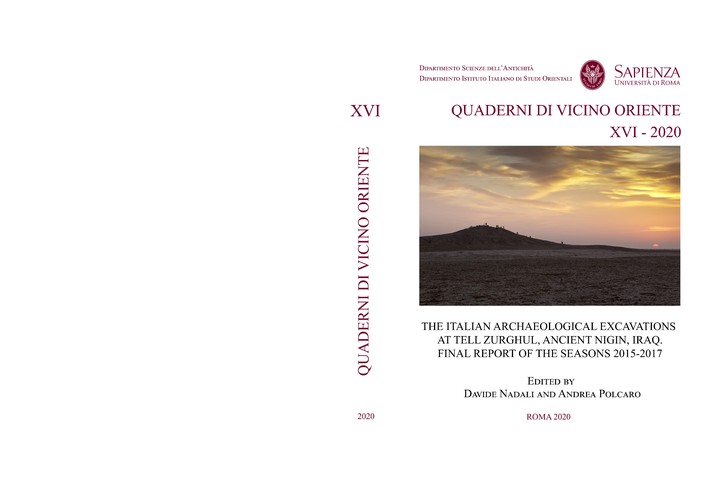 XVI
QUADERNI DI VICINO ORIENTE
2020
Dipartimento Scienze dell'Antichità
Dipartimento Istituto Italiano di Studi Orientali
SAPIENZA
UNIVERSITÀ DI ROMA
QUADERNI DI VICINO ORIENTE
XVI - 2020
THE ITALIAN ARCHAEOLOGICAL EXCAVATIONS
AT TELL ZURGHUL, ANCIENT NIGIN, IRAQ.
FINAL REPORT OF THE SEASONS 2015-2017
Edited by
Davide Nadali and Andrea Polcaro
ROMA 2020